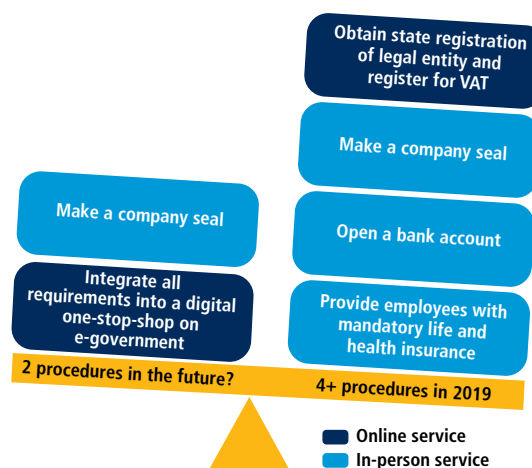 Obtain state registration
of legal entity and
register for VAT
Make a company seal
Open a bank account
Provide employees with
mandatory life and
health insurance
4+ procedures in 2019
Make a company seal
Integrate all
requirements into a digital
one-stop-shop on
e-government
2 procedures in the future?
Online service
In-person service